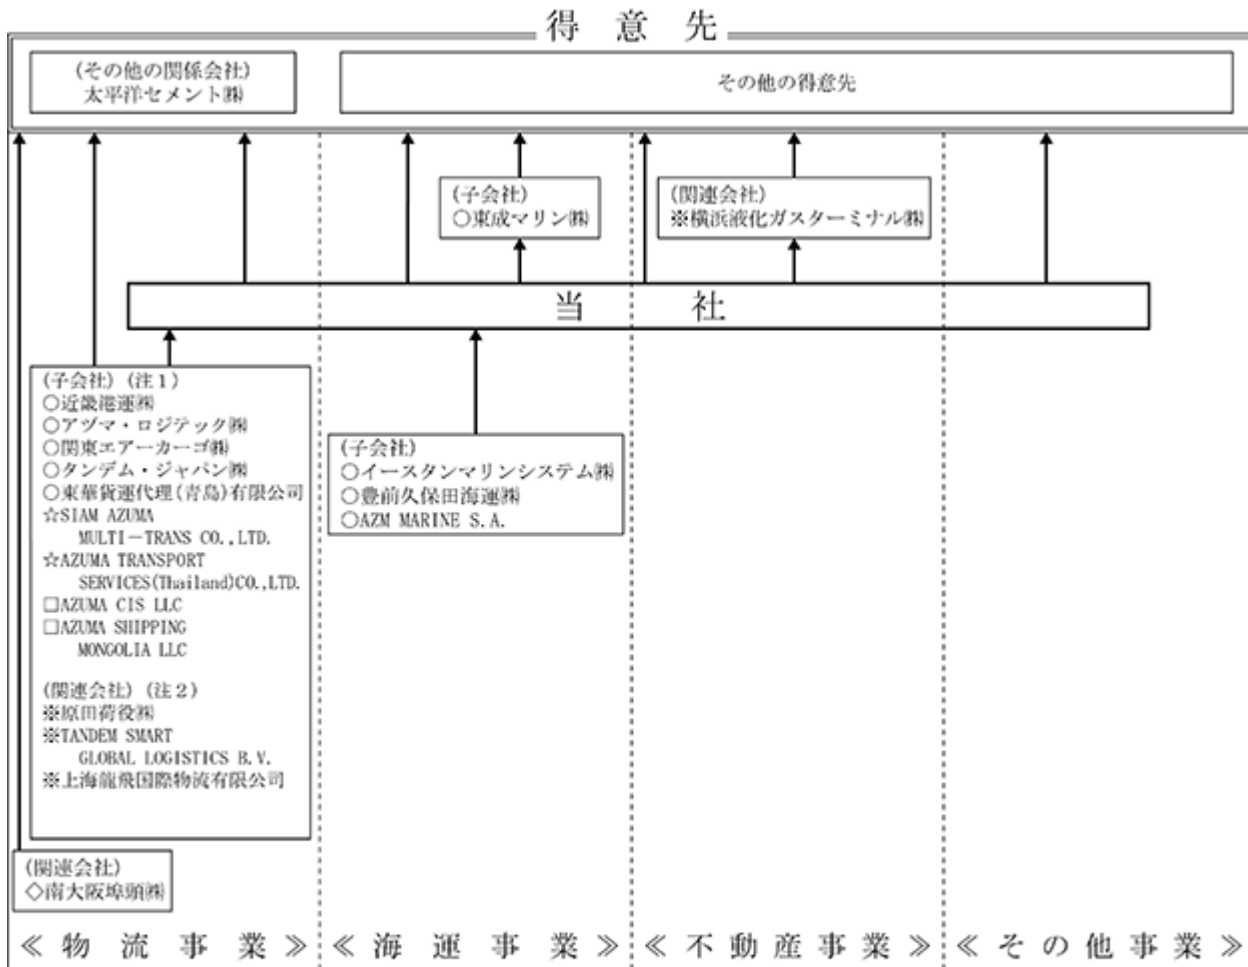 得意先
(その他の関係会社)
太平洋セメント㈱
その他の得意先
(子会社)
○東成マリン㈱
(関連会社)
※横浜液化ガスターミナル㈱
当社
(子会社)(注1)
○近畿港運㈱
○アヅマ・ロジテック㈱
○関東エアーカーゴ㈱
○タンデム・ジャパン㈱
○東華貨運代理(青島)有限公司
☆SIAM AZUMA
MULTI－TRANS CO.,LTD.
☆AZUMA TRANSPORT
SERVICES(Thailand)CO.,LTD.
□AZUMA CIS LLC
□AZUMA SHIPPING
MONGOLIA LLC
(関連会社)(注2)
※原田荷役㈱
※TANDEM SMART
GLOBAL LOGISTICS B.V.
※上海龍飛国際物流有限公司
(子会社)
○イースタンマリンシステム㈱
○豊前久保田海運㈱
○AZM MARINE S.A.
(関連会社)
◇南大阪埠頭㈱
≪物流事業≫
≪海運事業≫
≪不動産事業≫
≪その他事業≫